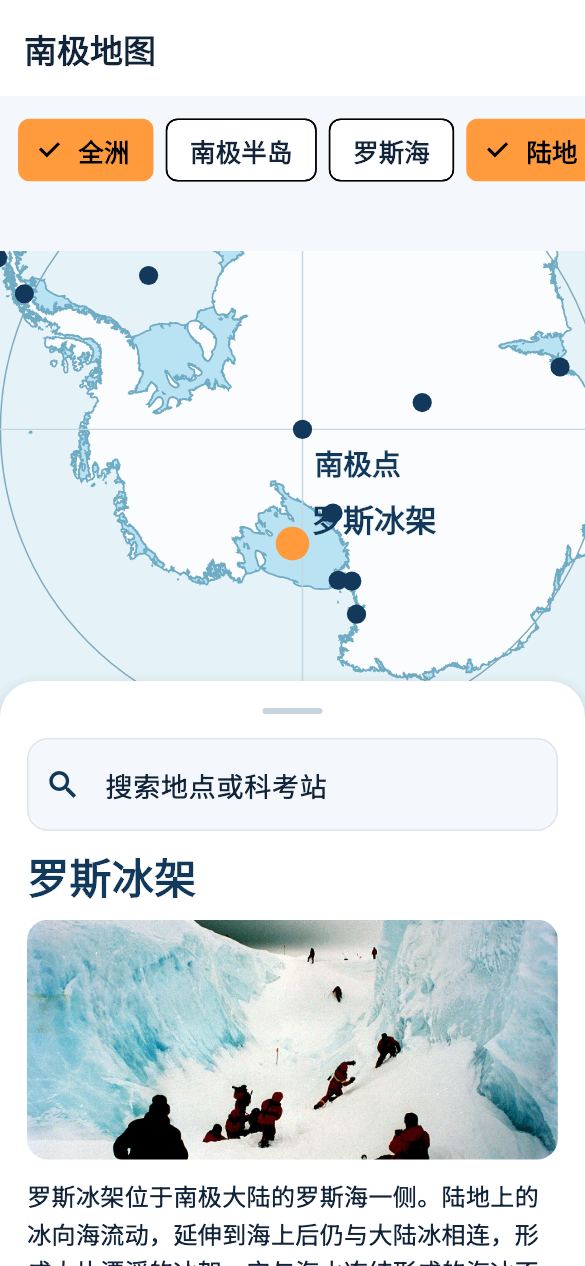 南极地图
全洲
南极半岛
罗斯海
陆地
南极点
罗斯冰架
搜索地点或科考站
罗斯冰架
罗斯冰架位于南极大陆的罗斯海一侧。陆地上的
冰向海流动，延伸到海上后仍与大陆冰相连，形